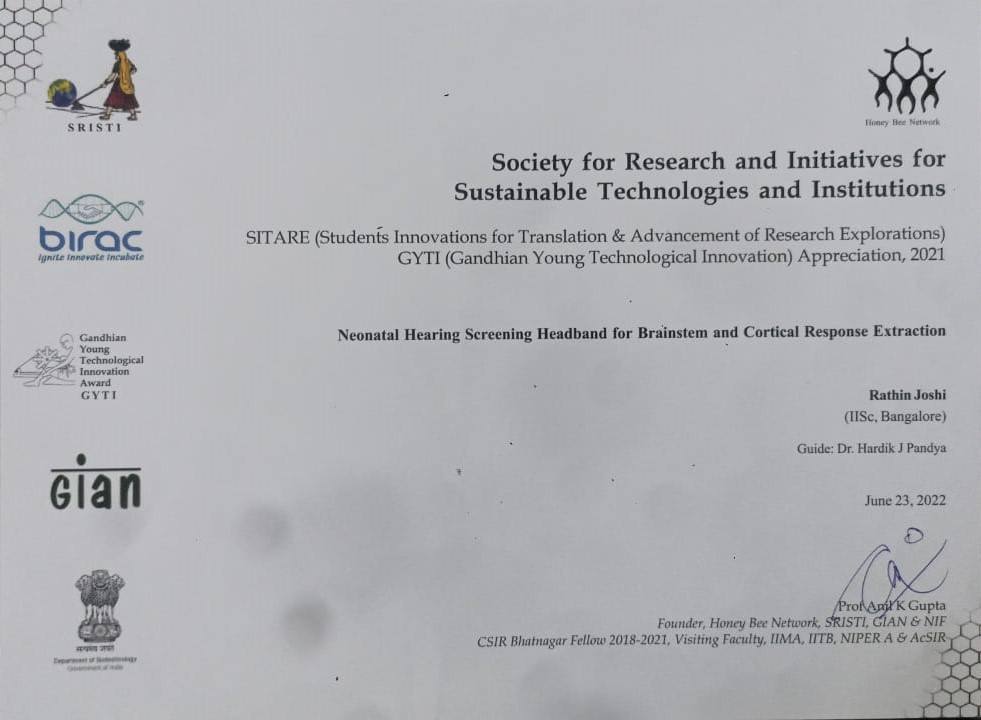 SRISTI
Honey Bee Network
Society for Research and Initiatives for
Sustainable Technologies and Institutions
birac
Ignite Innovate Incubate
SITARE (Students Innovations for Translation & Advancement of Research Explorations)
GYTI (Gandhian Young Technological Innovation) Appreciation, 2021
Gandhian
Young
Technological
Innovation
Award
GYTI
Neonatal Hearing Screening Headband for Brainstem and Cortical Response Extraction
Rathin Joshi
(IISc, Bangalore)
Guide: Dr. Hardik J Pandya
Gian
June 23, 2022
सत्यमेव जयते
Department of Biotechnology
Government of India
Prof Anil K Gupta
Founder, Honey Bee Network, SRISTI, GIAN & NIF
CSIR Bhatnagar Fellow 2018-2021, Visiting Faculty, IIMA, IITB, NIPER A & AcSIR